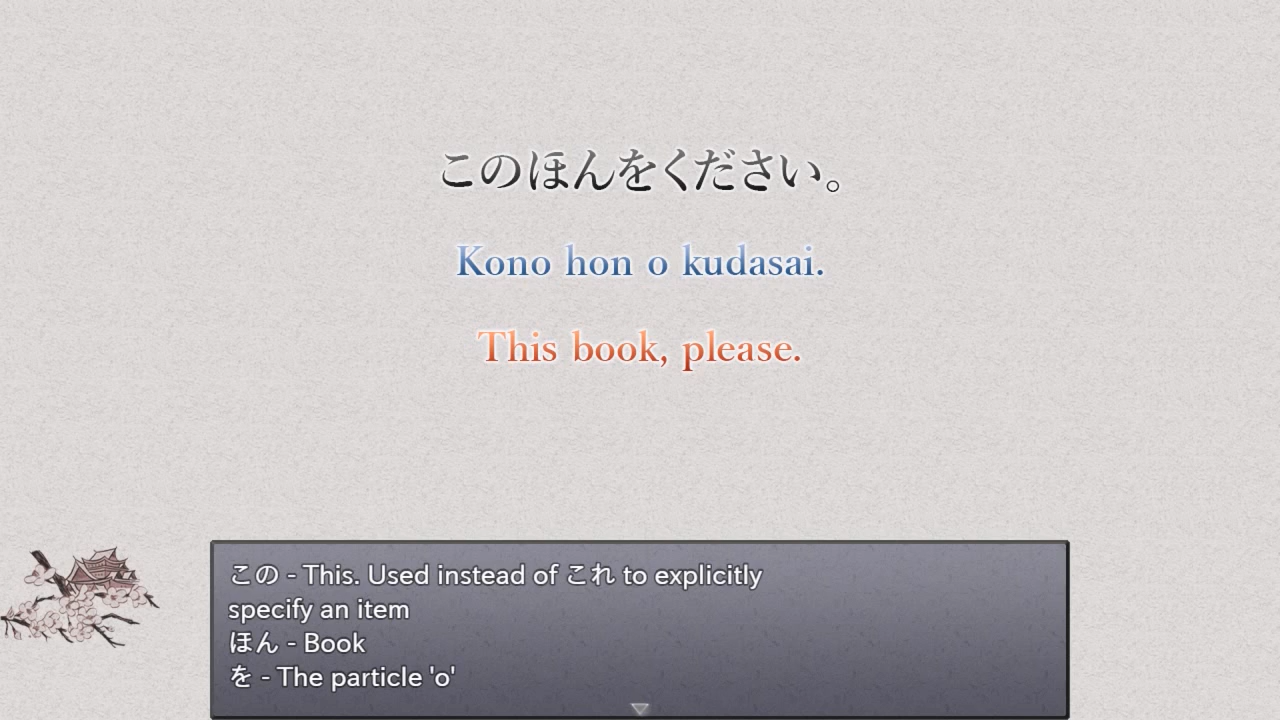 このほんをください。
Kono hon o kudasai.
This book, please.
この - This. Used instead of これ to explicitly
specify an item
ほん - Book
を - The particle 'o'